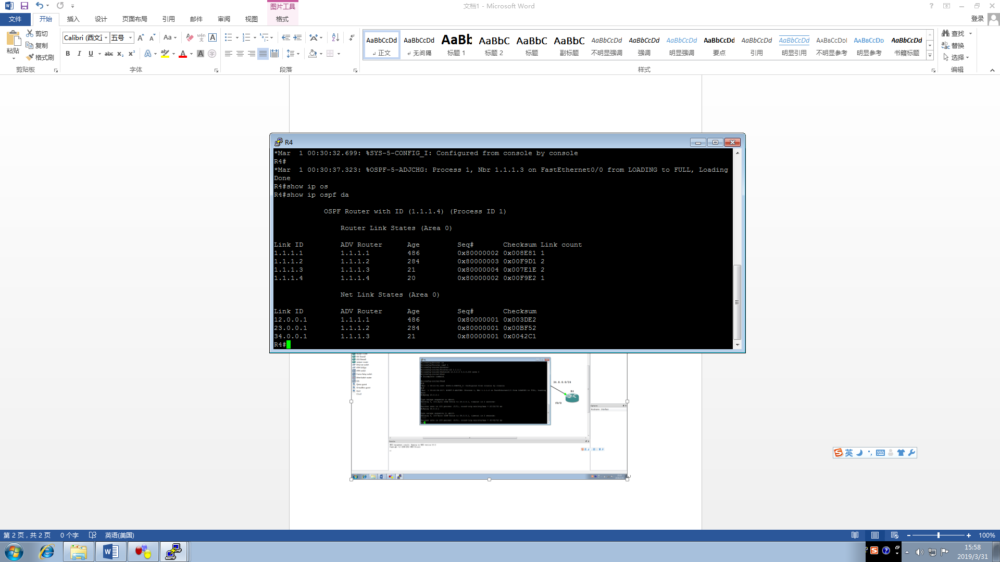 图片工具
文档1 - Microsoft Word
文件 开始 插入 设计 页面布局 引用 邮件 审阅 视图 格式
登录
粘贴
剪切
复制
格式刷
剪贴板
Calibri (西文 五号
字体
段落
AaBbCcDd AaBbCcDd AaBb AaBbC AaBbC AaBbC AaBbCcDd AaBbCcDd AaBbCcDd AaBbCcDd AaBbCcDd AaBbCcDd AaBbCcDd AaBbCcDd AaBbCcDd
正文 无间隔 标题 1 标题 2 标题 副标题 不明显强调 强调 明显强调 要点 引用 明显引用 不明显参考 明显参考 书籍标题
样式
查找
替换
选择
编辑
R4
*Mar  1 00:30:32.699: %SYS-5-CONFIG_I: Configured from console by console
R4#
*Mar  1 00:30:37.323: %OSPF-5-ADJCHG: Process 1, Nbr 1.1.1.3 on FastEthernet0/0 from LOADING to FULL, Loading
Done
R4#show ip os
R4#show ip ospf da
OSPF Router with ID (1.1.1.4) (Process ID 1)
Router Link States (Area 0)
Link ID ADV Router Age Seq# Checksum Link count
1.1.1.1 1.1.1.1 486 0x80000002 0x008E81 1
1.1.1.2 1.1.1.2 284 0x80000003 0x00F9D1 2
1.1.1.3 1.1.1.3 21 0x80000004 0x007E1E 2
1.1.1.4 1.1.1.4 20 0x80000002 0x00F9E2 1
Net Link States (Area 0)
Link ID ADV Router Age Seq# Checksum
12.0.0.1 1.1.1.1 486 0x80000001 0x003DE2
23.0.0.1 1.1.1.2 284 0x80000001 0x00BF52
34.0.0.1 1.1.1.3 21 0x80000001 0x0042C1
R4#
34.0.0.0/24
R4
f0/0
英
第 2 页，共 2 页 0 个字 英语(美国)
100%
15:58
2019/3/31